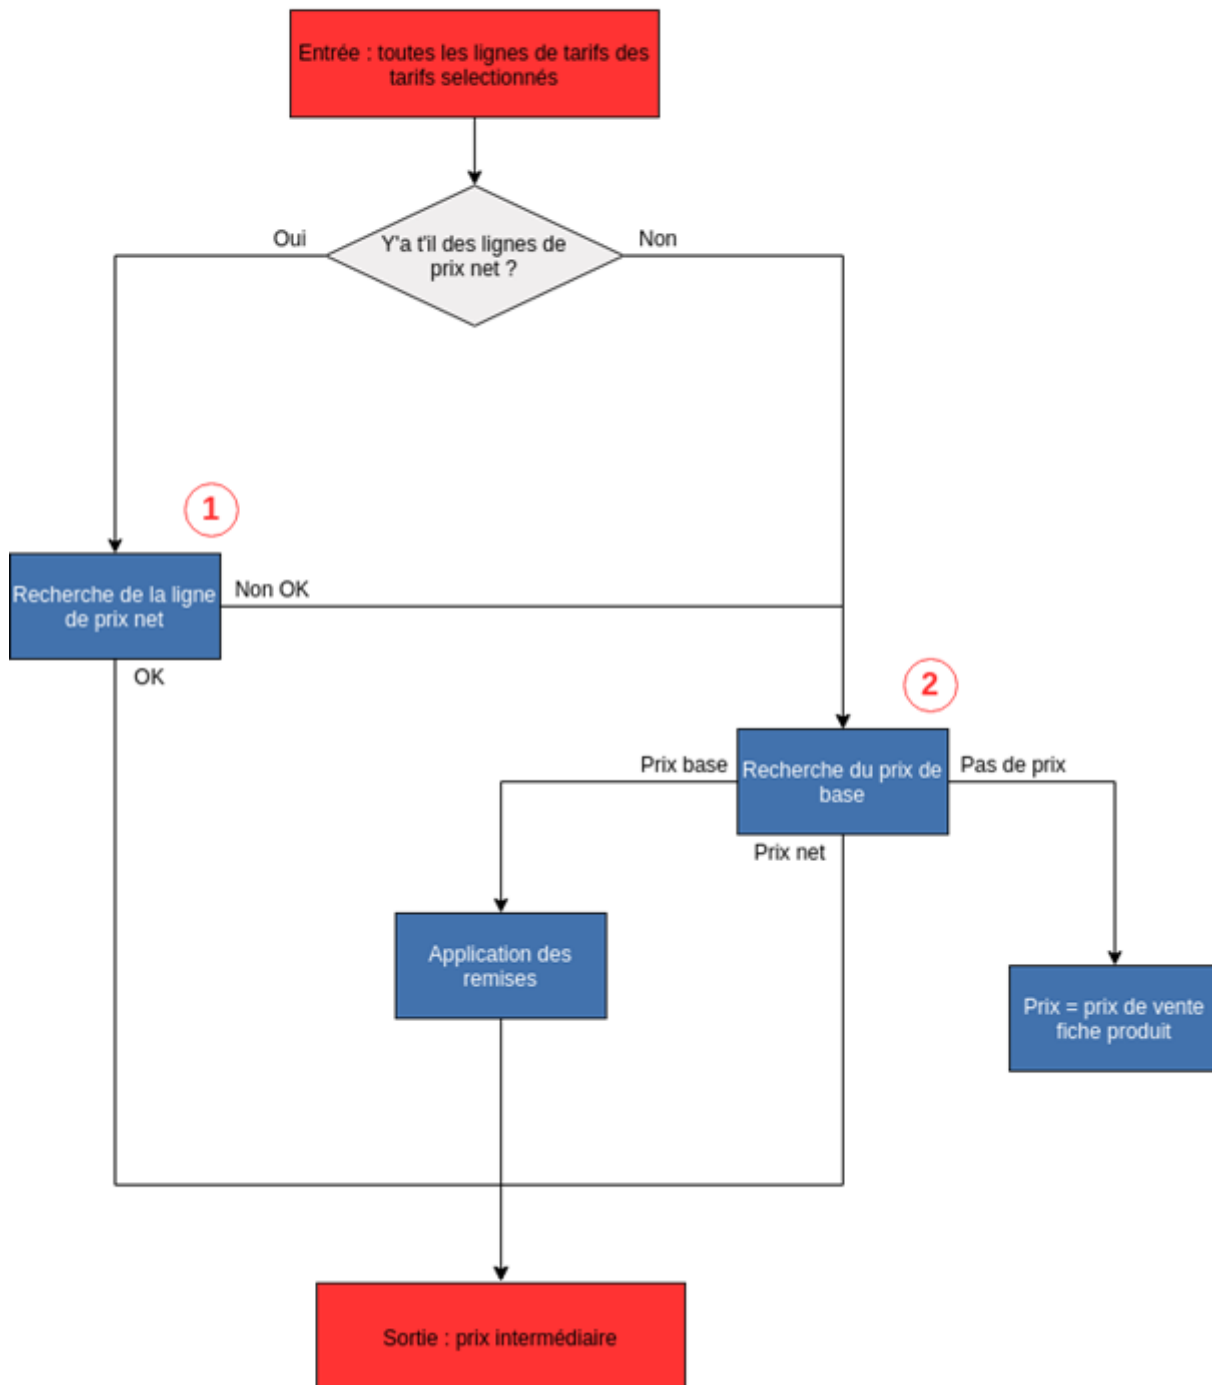 Entrée : toutes les lignes de tarifs des
tarifs selectionnés
Oui
Y'a t'il des lignes de
prix net ?
Non
1
Recherche de la ligne
de prix net
Non OK
OK
2
Prix base
Recherche du prix de
base
Pas de prix
Prix net
Application des
remises
Prix = prix de vente
fiche produit
Sortie : prix intermédiaire